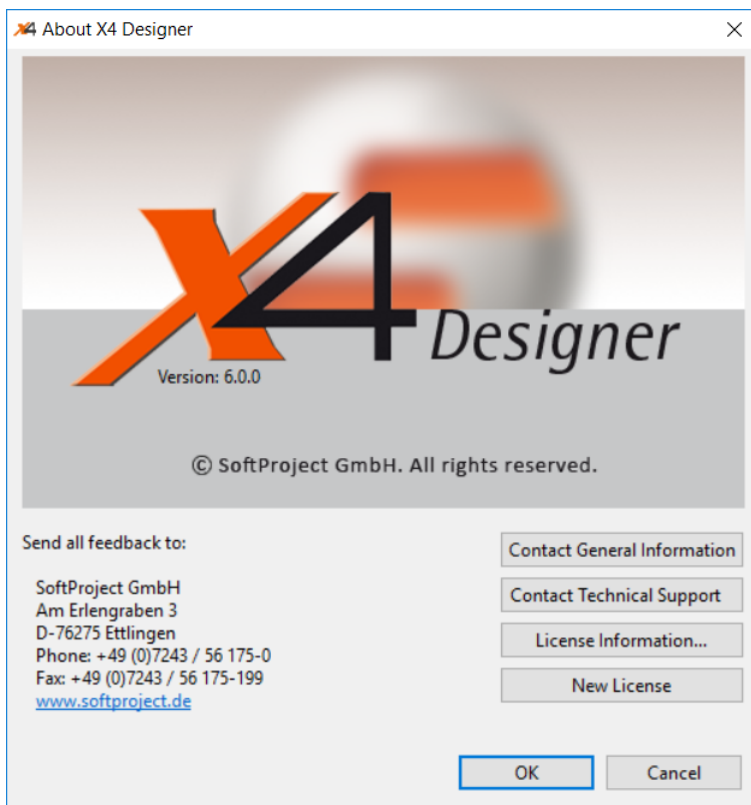 X4 About X4 Designer
X4 Designer
Version: 6.0.0
© SoftProject GmbH. All rights reserved.
Send all feedback to:
SoftProject GmbH
Am Erlengraben 3
D-76275 Ettlingen
Phone: +49 (0)7243 / 56 175-0
Fax: +49 (0)7243 / 56 175-199
www.softproject.de
Contact General Information
Contact Technical Support
License Information...
New License
OK
Cancel